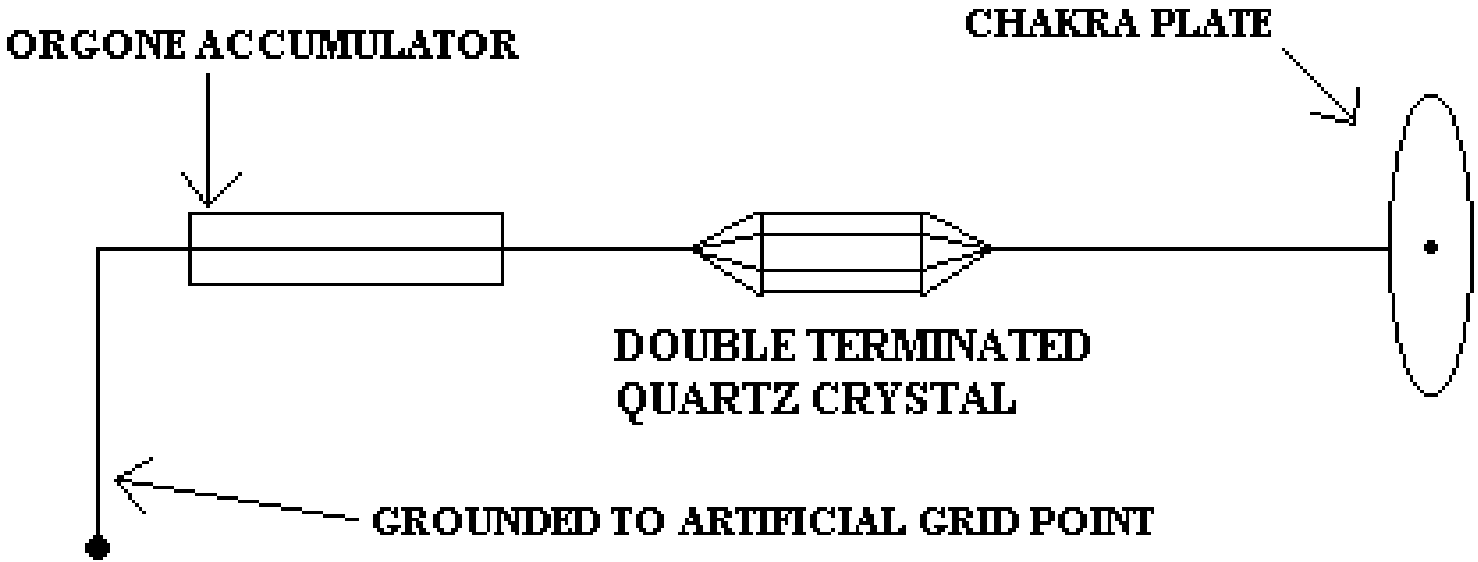 ORGONE ACCUMULATOR
CHAKRA PLATE
DOUBLE TERMINATED
QUARTZ CRYSTAL
GROUNDED TO ARTIFICIAL GRID POINT